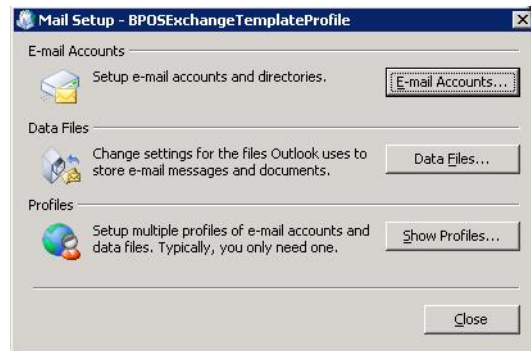 Mail Setup - BPOSExchangeTemplateProfile
E-mail Accounts
Setup e-mail accounts and directories.
E-mail Accounts...
Data Files
Change settings for the files Outlook uses to
store e-mail messages and documents.
Data Files...
Profiles
Setup multiple profiles of e-mail accounts and
data files. Typically, you only need one.
Show Profiles...
Close